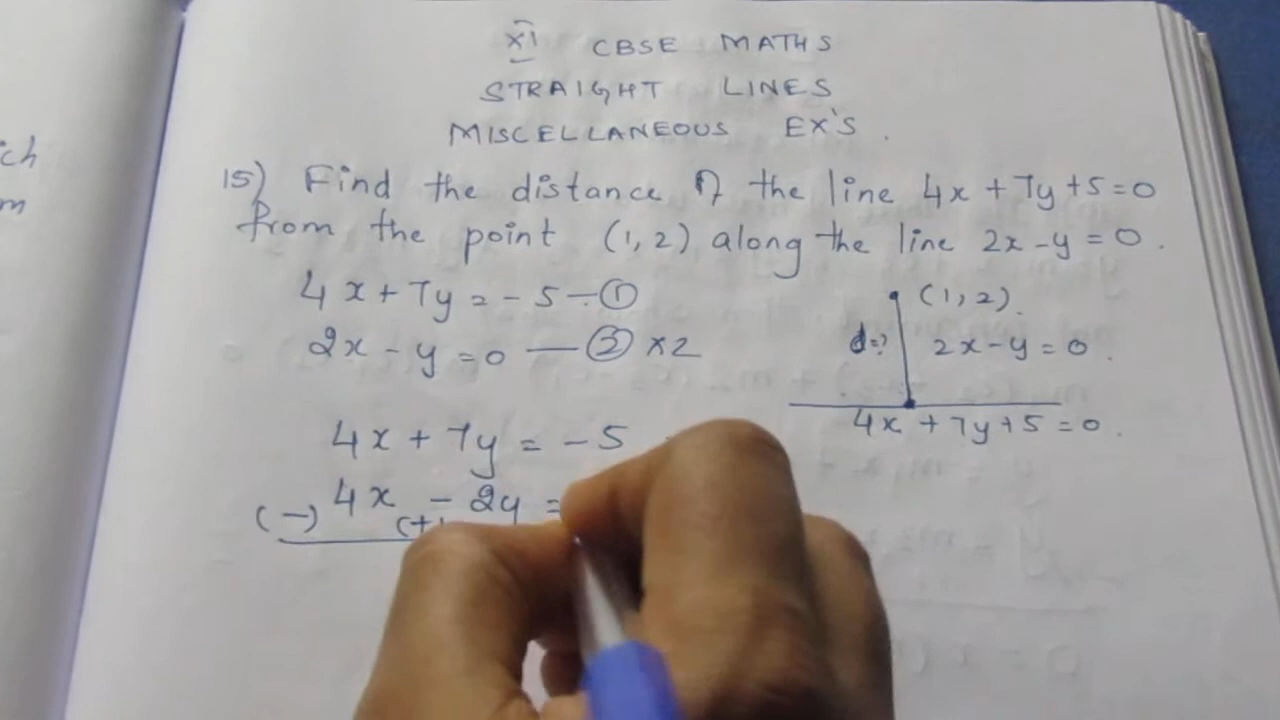 XI CBSE MATHS
STRAIGHT LINES
MISCELLANEOUS EX'S.
15) Find the distance of the line 4x + 7y + 5 = 0
from the point (1, 2) along the line 2x - y = 0.
4x + 7y = - 5 - ①
2x - y = 0 — ② × 2
(1, 2).
d=? 2x - y = 0.
4x + 7y + 5 = 0.
4x + 7y = - 5
(-) 4x - 2y =
(+)
ch
m